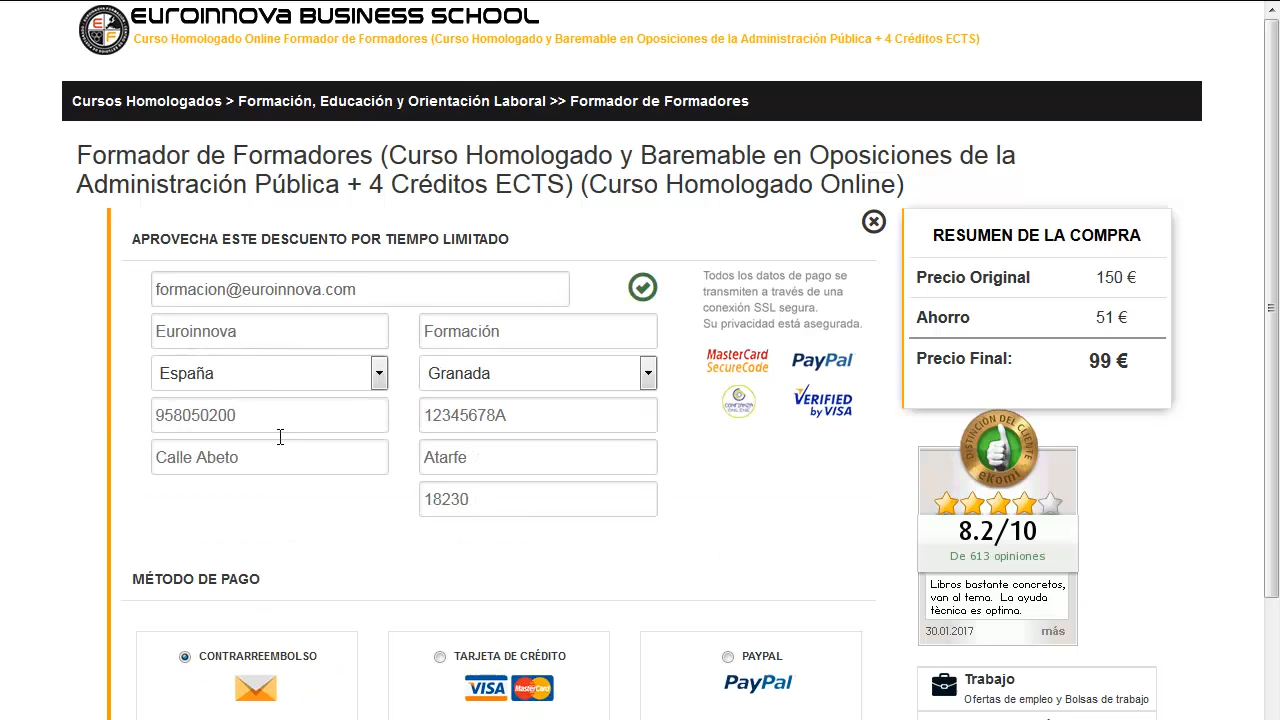 EUROINNOVA BUSINESS SCHOOL
Curso Homologado Online Formador de Formadores (Curso Homologado y Baremable en Oposiciones de la Administración Pública + 4 Créditos ECTS)
Cursos Homologados > Formación, Educación y Orientación Laboral >> Formador de Formadores
Formador de Formadores (Curso Homologado y Baremable en Oposiciones de la
Administración Pública + 4 Créditos ECTS) (Curso Homologado Online)
APROVECHA ESTE DESCUENTO POR TIEMPO LIMITADO
formacion@euroinnova.com
Euroinnova
Formación
España
Granada
958050200
12345678A
Calle Abeto
Atarfe
18230
Todos los datos de pago se
transmiten a través de una
conexión SSL segura.
Su privacidad está asegurada.
MasterCard
SecureCode
PayPal
CONFIANZA
ONLINE
VERIFIED
by VISA
RESUMEN DE LA COMPRA
Precio Original 150 €
Ahorro 51 €
Precio Final: 99 €
DISTINCIÓN DEL CLIENTE
eKomi
8.2/10
De 613 opiniones
Libros bastante concretos,
van al tema. La ayuda
tècnica es optima.
30.01.2017 más
MÉTODO DE PAGO
CONTRARREEMBOLSO
TARJETA DE CRÉDITO
VISA MasterCard
PAYPAL
PayPal
Trabajo
Ofertas de empleo y Bolsas de trabajo